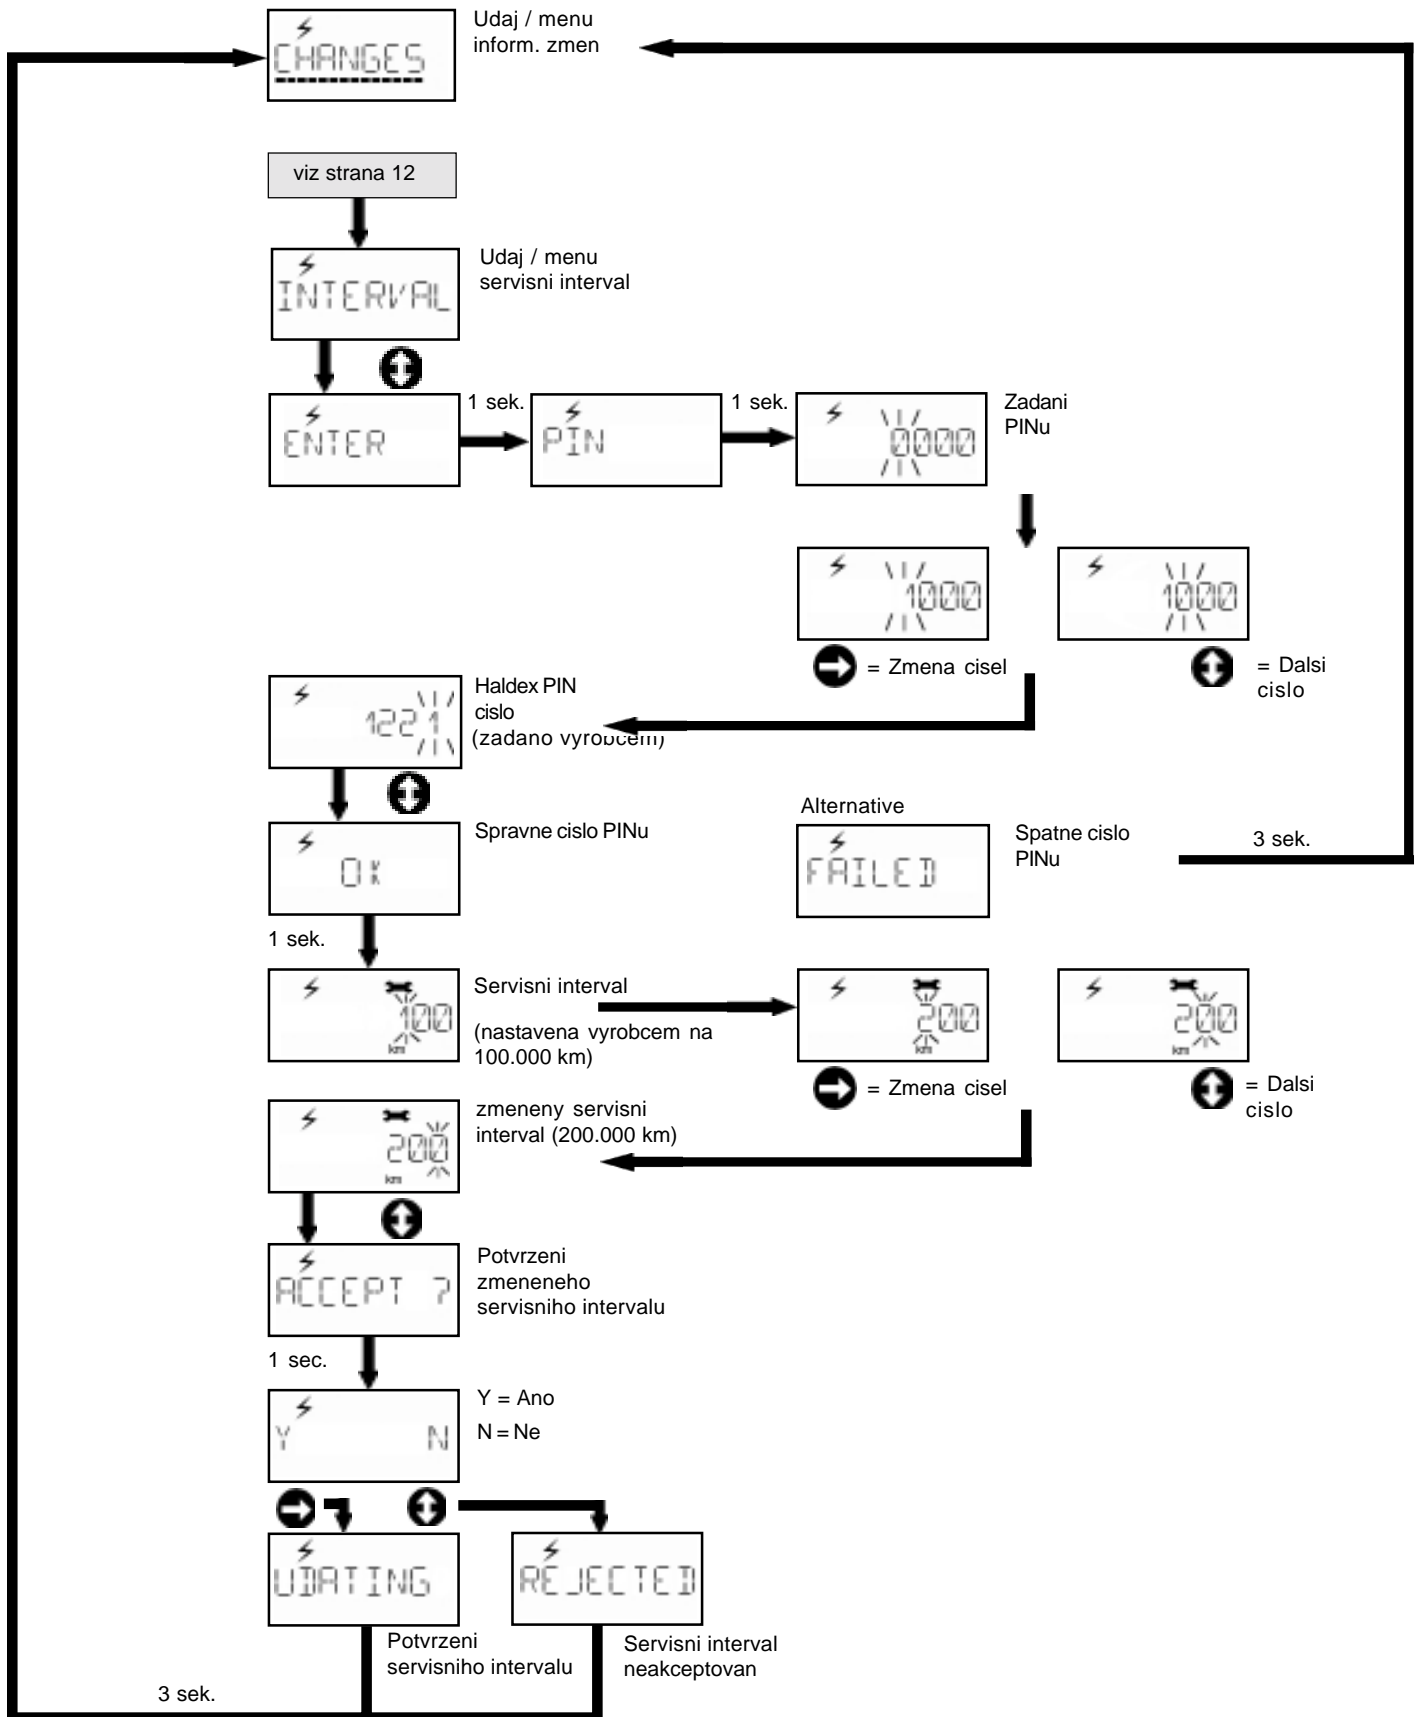 CHANGES
Udaj / menu
inform. zmen
viz strana 12
INTERVAL
Udaj / menu
servisni interval
ENTER
1 sek.
PIN
1 sek.
0000
Zadani
PINu
1000
1000
= Zmena cisel
= Dalsi
cislo
1221
Haldex PIN
cislo
(zadano vyrobcem)
OK
Spravne cislo PINu
Alternative
FAILED
Spatne cislo
PINu
3 sek.
1 sek.
100
km
Servisni interval
(nastavena vyrobcem na
100.000 km)
200
km
200
km
= Zmena cisel
= Dalsi
cislo
200
km
zmeneny servisni
interval (200.000 km)
ACCEPT ?
Potvrzeni
zmeneneho
servisniho intervalu
1 sec.
Y N
Y = Ano
N = Ne
UDATING
REJECTED
Potvrzeni
servisniho intervalu
Servisni interval
neakceptovan
3 sek.